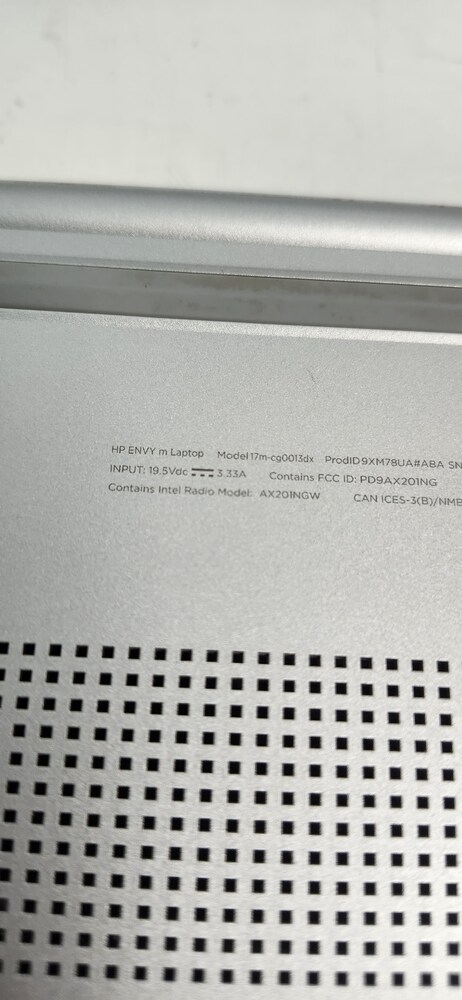 HP ENVY m Laptop Model 17m-cg0013dx ProdID 9XM78UA#ABA SN
INPUT: 19.5Vdc ⎓ 3.33A Contains FCC ID: PD9AX201NG
Contains Intel Radio Model: AX201NGW CAN ICES-3(B)/NMB